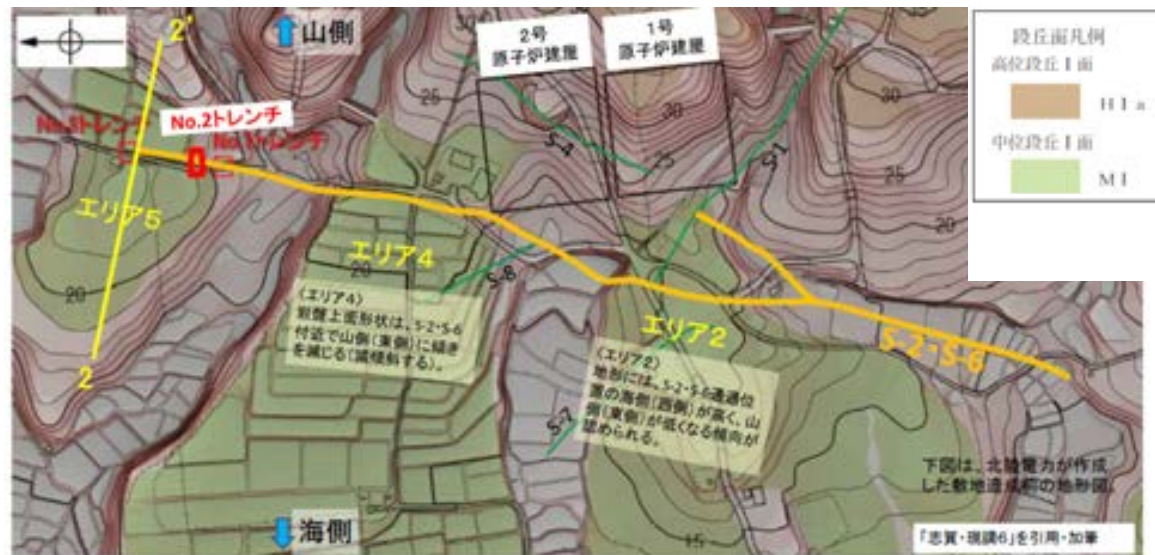 2'
山側
2号
原子炉建屋
1号
原子炉建屋
段丘面凡例
高位段丘Ⅰ面
HⅠa
中位段丘Ⅰ面
MⅠ
No.2トレンチ
25
30
25
30
25
20
S-4
S-1
エリア5
20
2
エリア4
20
S-8
〈エリア4〉
岩盤上面形状は、S-2・S-6
付近で山側(東側)に傾き
を減じる(減傾斜する)。
エリア2
〈エリア2〉
地形には、S-2・S-6通過位
置の海側(西側)が高く、山
側(東側)が低くなる傾向が
認められる。
S-7
S-2・S-6
15
海側
下図は、北陸電力が作成
した敷地造成前の地形図。
「志賀・現調6」を引用・加筆